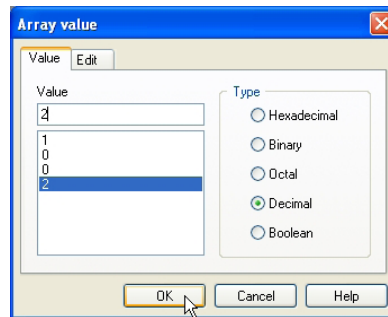 Array value
Value Edit
Value
2
1
0
0
2
Type
Hexadecimal
Binary
Octal
Decimal
Boolean
OK Cancel Help